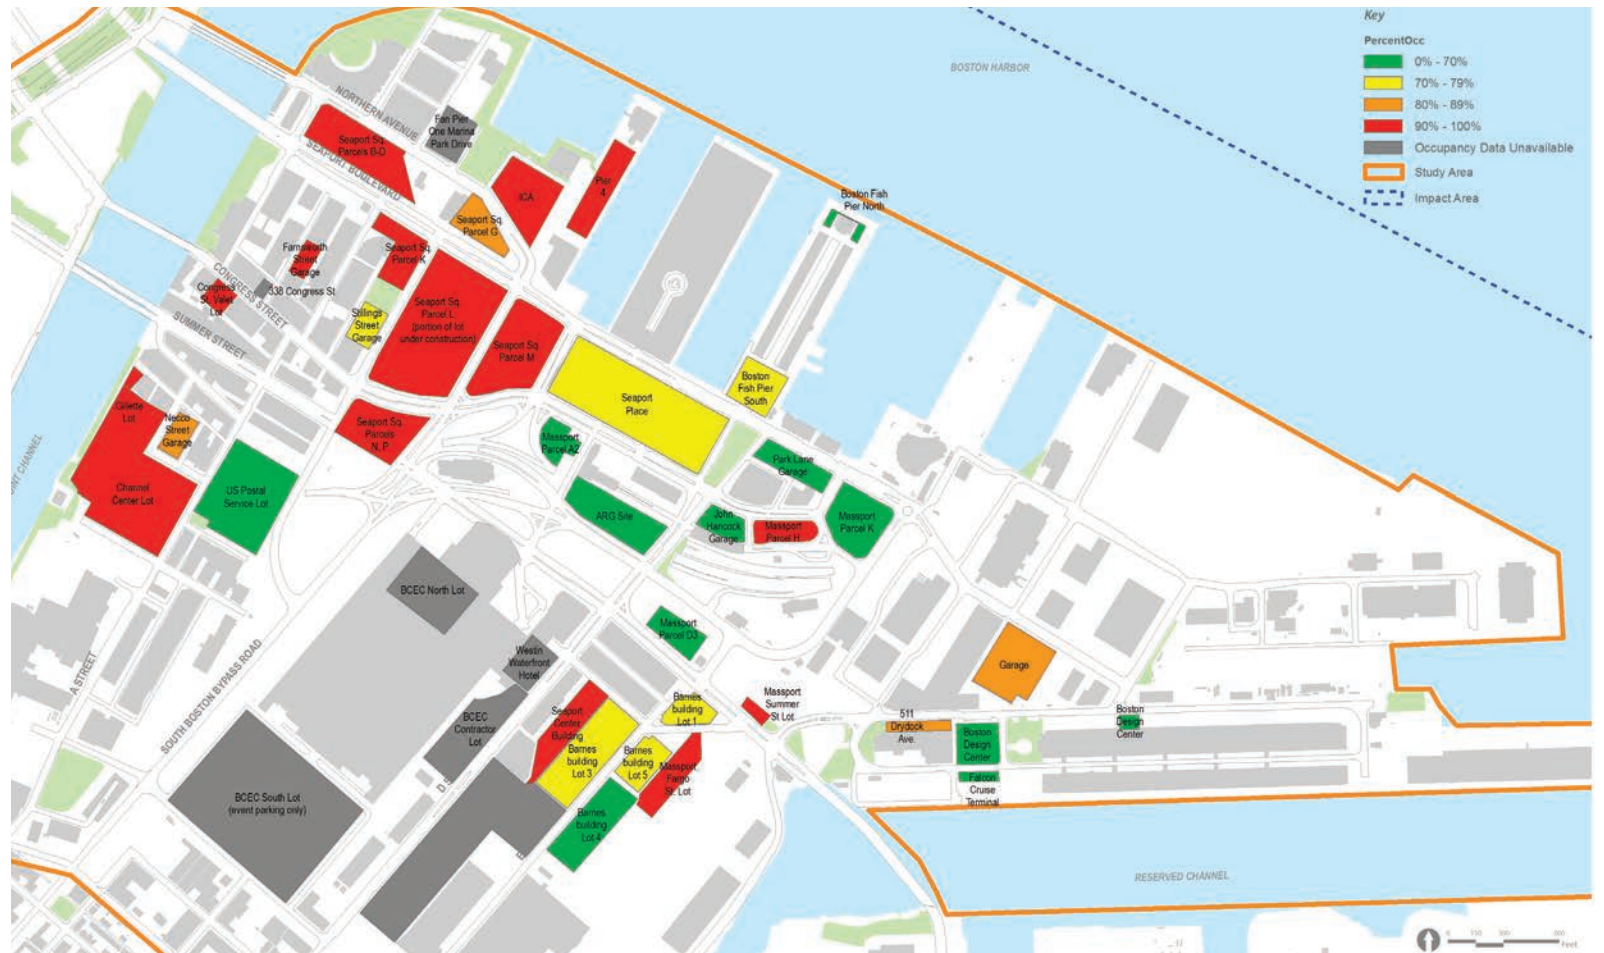 Key
PercentOcc
0% - 70%
70% - 79%
80% - 89%
90% - 100%
Occupancy Data Unavailable
Study Area
Impact Area
BOSTON HARBOR
NORTHERN AVENUE
Fan Pier
One Marina
Park Drive
Seaport Sq.
Parcels B-D
SEAPORT BOULEVARD
ICA
Pier
4
Boston Fish
Pier North
Seaport Sq.
Parcel G
Seaport Sq.
Parcel K
Farnsworth
Street
Garage
CONGRESS STREET
338 Congress St
Congress
St. Valet
Lot
SUMMER STREET
Stillings
Street
Garage
Seaport Sq.
Parcel L
(portion of lot
under construction)
Seaport Sq.
Parcel M
Seaport
Place
Boston
Fish Pier
South
Gillette
Lot
Necco
Street
Garage
Seaport Sq.
Parcels
N, P
Massport
Parcel A2
Park Lane
Garage
Channel
Center Lot
US Postal
Service Lot
ARG Site
John
Hancock
Garage
Massport
Parcel H
Massport
Parcel K
CHANNEL
BCEC North Lot
Massport
Parcel D3
Westin
Waterfront
Hotel
Garage
A STREET
SOUTH BOSTON BYPASS ROAD
BCEC
Contractor
Lot
Seaport
Center
Building
Barnes
building
Lot 1
Massport
Summer
St Lot
511
Drydock
Ave.
Boston
Design
Center
Boston
Design
Center
Barnes
building
Lot 3
Barnes
building
Lot 5
Massport
Fargo
St. Lot
Falcon
Cruise
Terminal
D S
BCEC South Lot
(event parking only)
Barnes
building
Lot 4
RESERVED CHANNEL
Feet